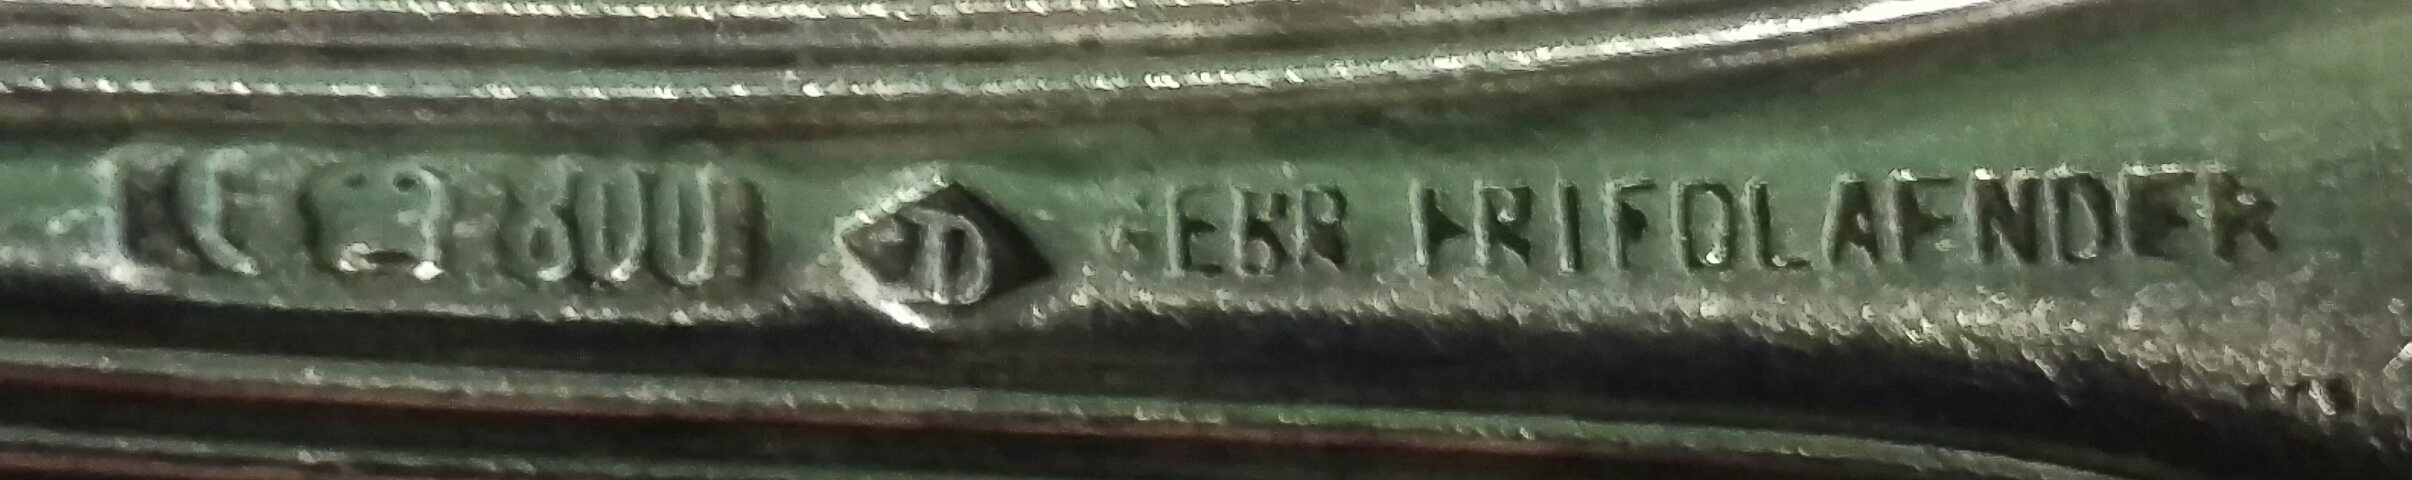 800 D GEBR FRIEDLAENDER